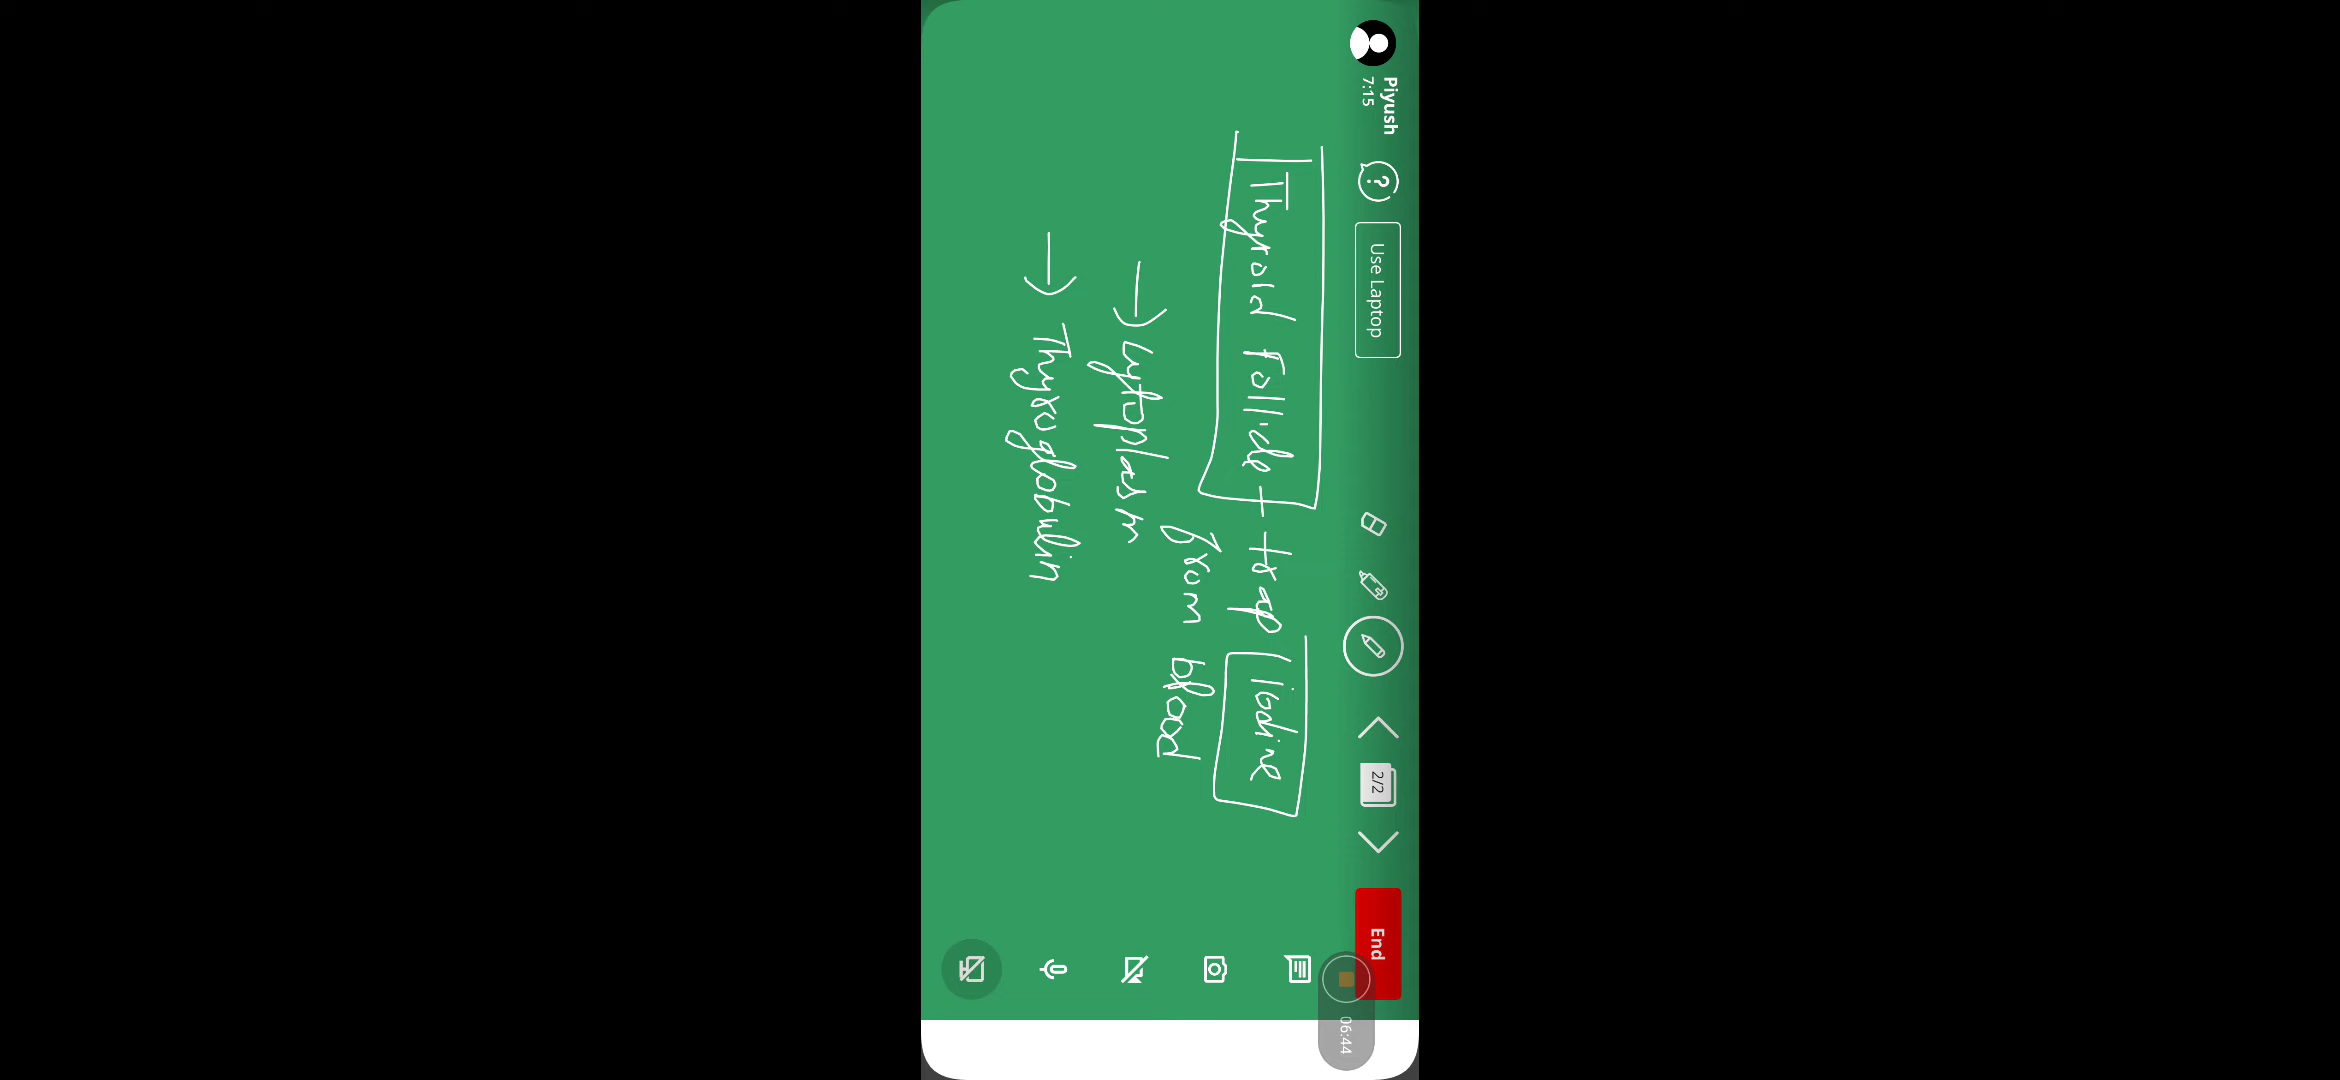 Piyush
7:15
Use Laptop
2/2
End
Thyroid follicle + trap iodine
from blood
→ Cytoplasm
→ Thyroglobulin
06:44